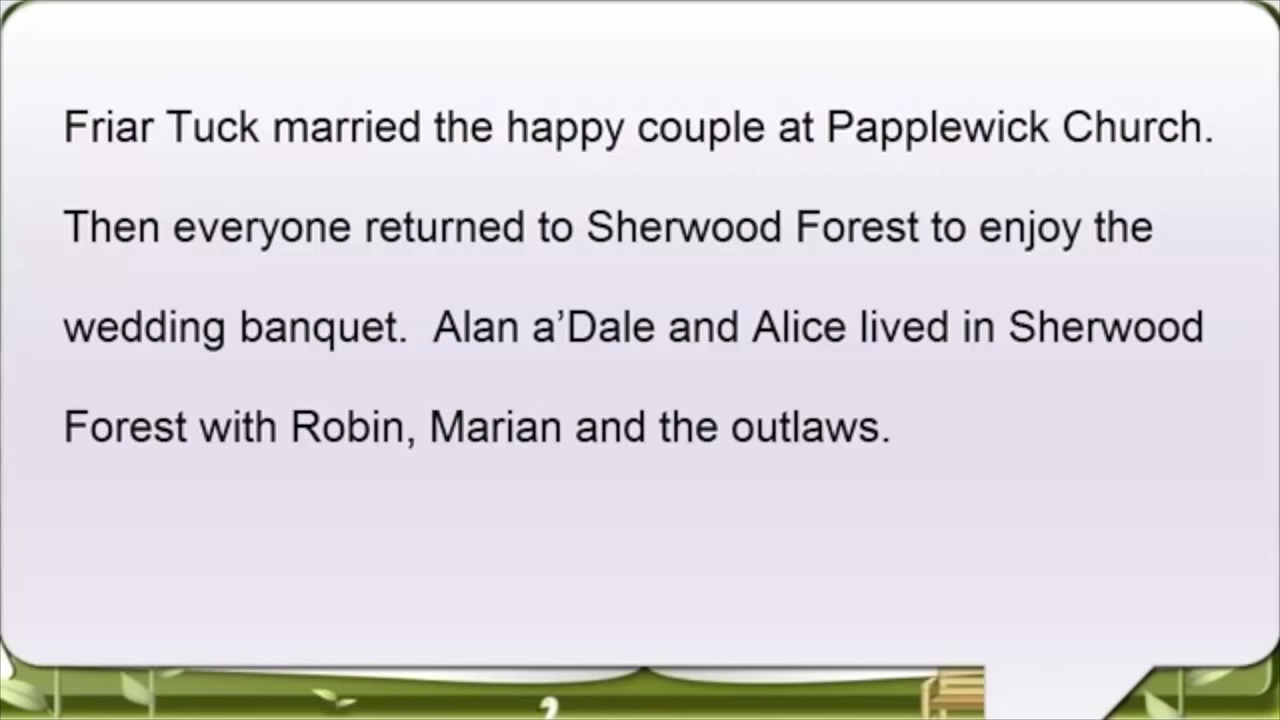 Friar Tuck married the happy couple at Papplewick Church.
Then everyone returned to Sherwood Forest to enjoy the
wedding banquet.  Alan a’Dale and Alice lived in Sherwood
Forest with Robin, Marian and the outlaws.